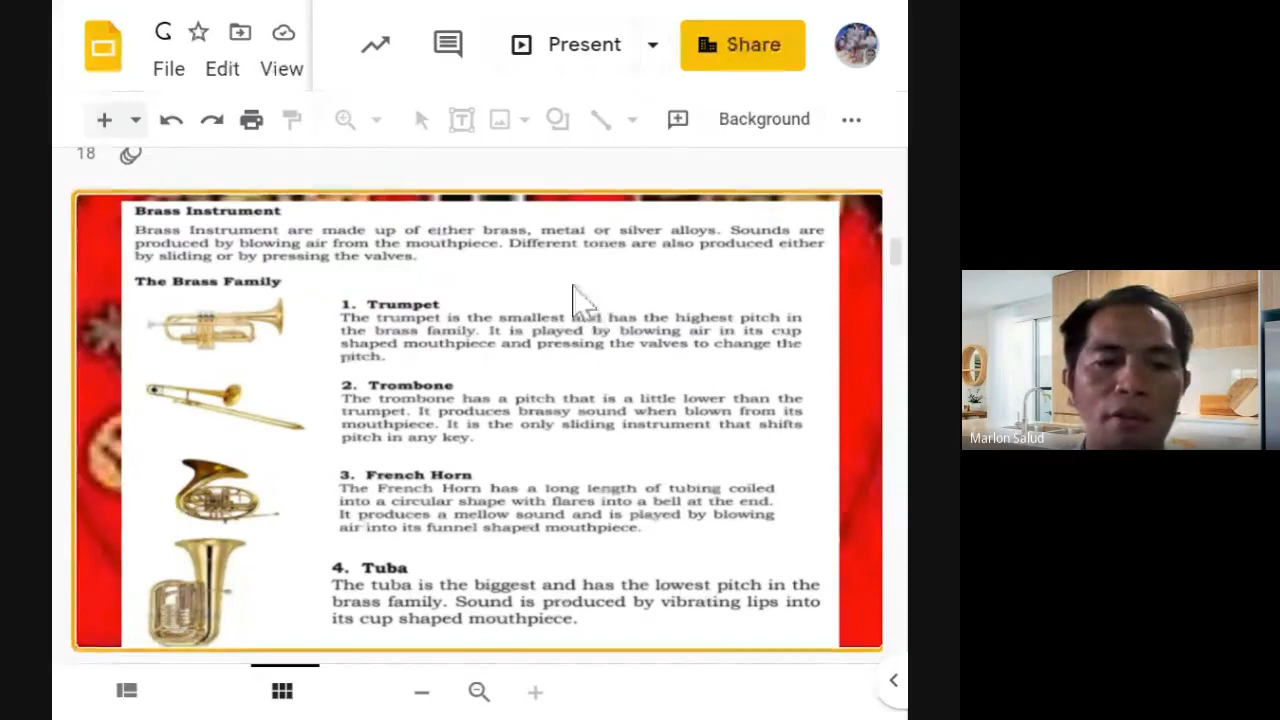 G
File Edit View
Present
Share
Background
18
Brass Instrument
Brass Instrument are made up of either brass, metal or silver alloys. Sounds are
produced by blowing air from the mouthpiece. Different tones are also produced either
by sliding or by pressing the valves.
The Brass Family
1. Trumpet
The trumpet is the smallest and has the highest pitch in
the brass family. It is played by blowing air in its cup
shaped mouthpiece and pressing the valves to change the
pitch.
2. Trombone
The trombone has a pitch that is a little lower than the
trumpet. It produces brassy sound when blown from its
mouthpiece. It is the only sliding instrument that shifts
pitch in any key.
3. French Horn
The French Horn has a long length of tubing coiled
into a circular shape with flares into a bell at the end.
It produces a mellow sound and is played by blowing
air into its funnel shaped mouthpiece.
4. Tuba
The tuba is the biggest and has the lowest pitch in the
brass family. Sound is produced by vibrating lips into
its cup shaped mouthpiece.
Marlon Salud